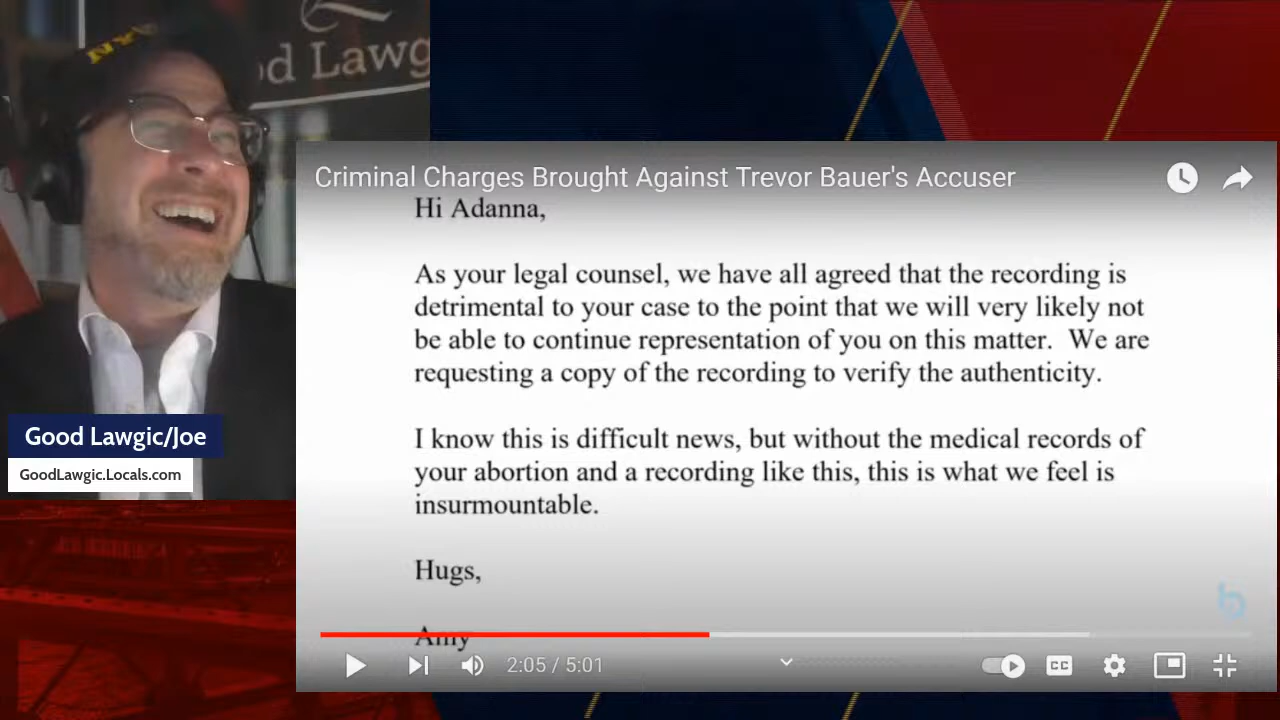 od Lawg
Criminal Charges Brought Against Trevor Bauer's Accuser
Hi Adanna,
As your legal counsel, we have all agreed that the recording is
detrimental to your case to the point that we will very likely not
be able to continue representation of you on this matter. We are
requesting a copy of the recording to verify the authenticity.
I know this is difficult news, but without the medical records of
your abortion and a recording like this, this is what we feel is
insurmountable.
Hugs,
Amy
2:05 / 5:01
CC
Good Lawgic/Joe
GoodLawgic.Locals.com